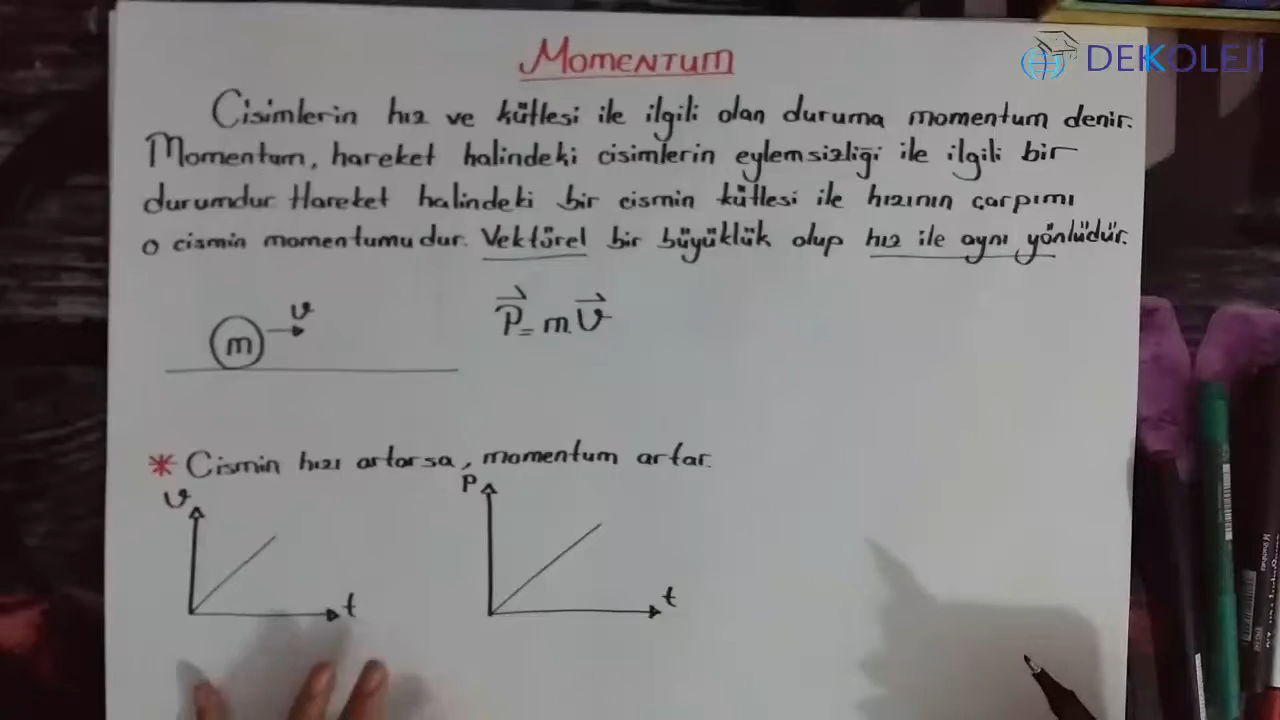 MOMENTUM
DEKKOLEJİ
Cisimlerin hız ve kütlesi ile ilgili olan duruma momentum denir.
Momentum, hareket halindeki cisimlerin eylemsizliği ile ilgili bir
durumdur Hareket halindeki bir cismin kütlesi ile hızının çarpımı
o cismin momentumudur. Vektörel bir büyüklük olup hız ile aynı yönlüdür.
m v
P⃗ = m.v⃗
* Cismin hızı artarsa, momentum artar.
v t
P t